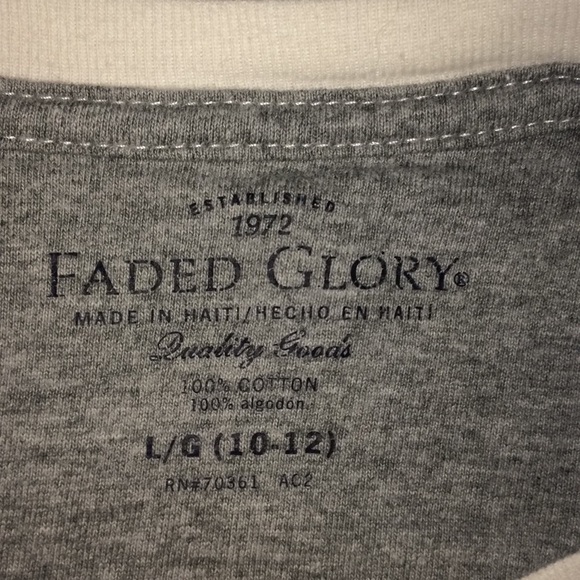 ESTABLISHED
1972
FADED GLORY®
MADE IN HAITI/HECHO EN HAITI
Quality Goods
100% COTTON
100% algodón.
L/G (10-12)
RN#70361 AC2